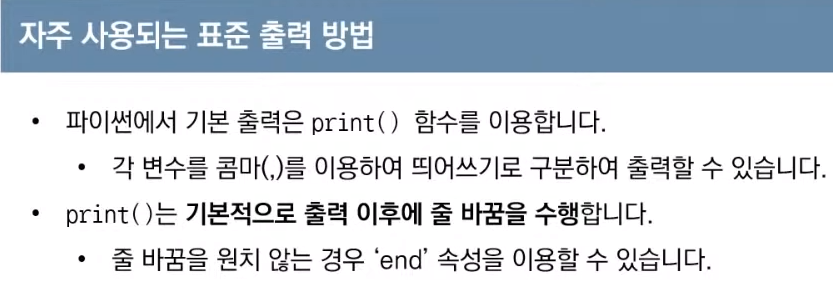 자주 사용되는 표준 출력 방법
• 파이썬에서 기본 출력은 print() 함수를 이용합니다.
• 각 변수를 콤마(,)를 이용하여 띄어쓰기로 구분하여 출력할 수 있습니다.
• print()는 기본적으로 출력 이후에 줄 바꿈을 수행합니다.
• 줄 바꿈을 원치 않는 경우 ‘end’ 속성을 이용할 수 있습니다.